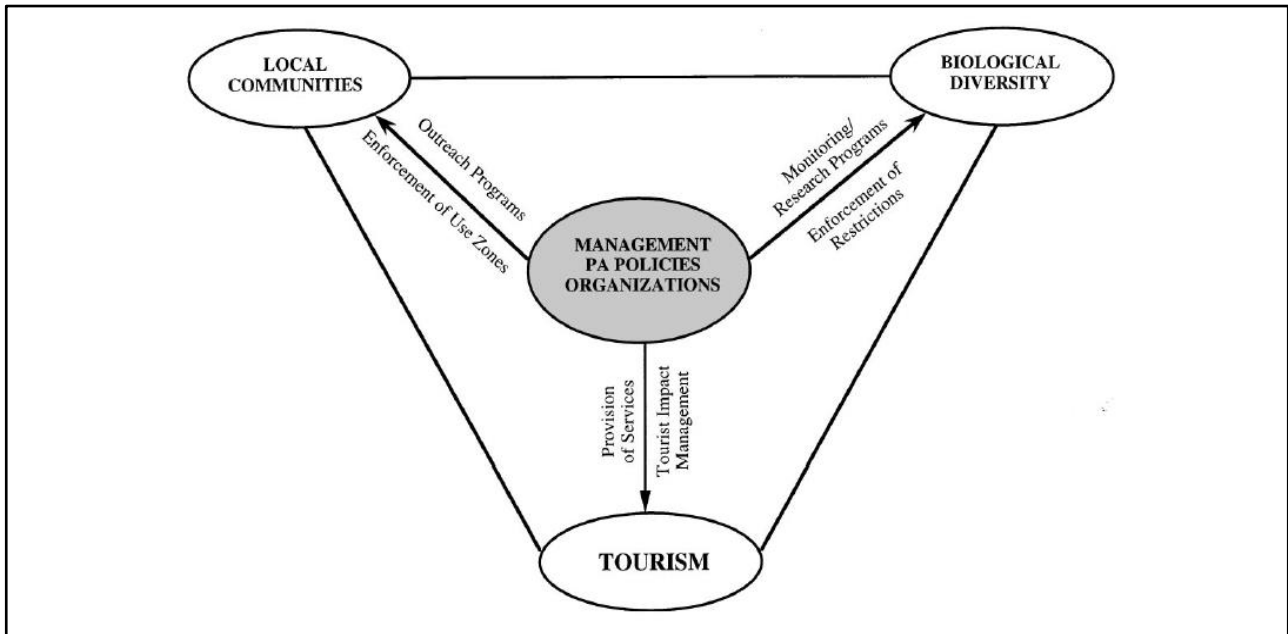 LOCAL
COMMUNITIES
BIOLOGICAL
DIVERSITY
Outreach Programs
Enforcement of Use Zones
Monitoring/
Research Programs
Enforcement of
Restrictions
MANAGEMENT
PA POLICIES
ORGANIZATIONS
Provision
of Services
Tourist Impact
Management
TOURISM